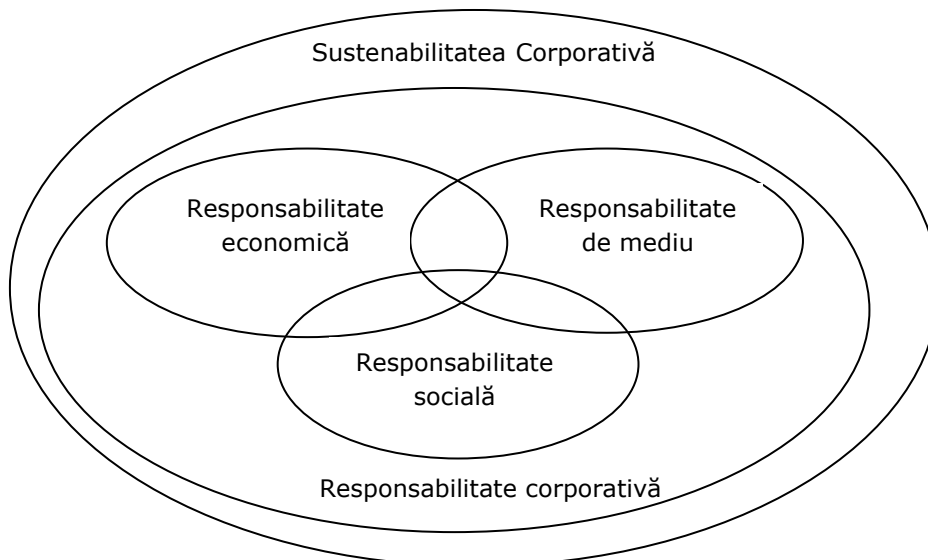 Sustenabilitatea Corporativă
Responsabilitate
economică
Responsabilitate
de mediu
Responsabilitate
socială
Responsabilitate corporativă